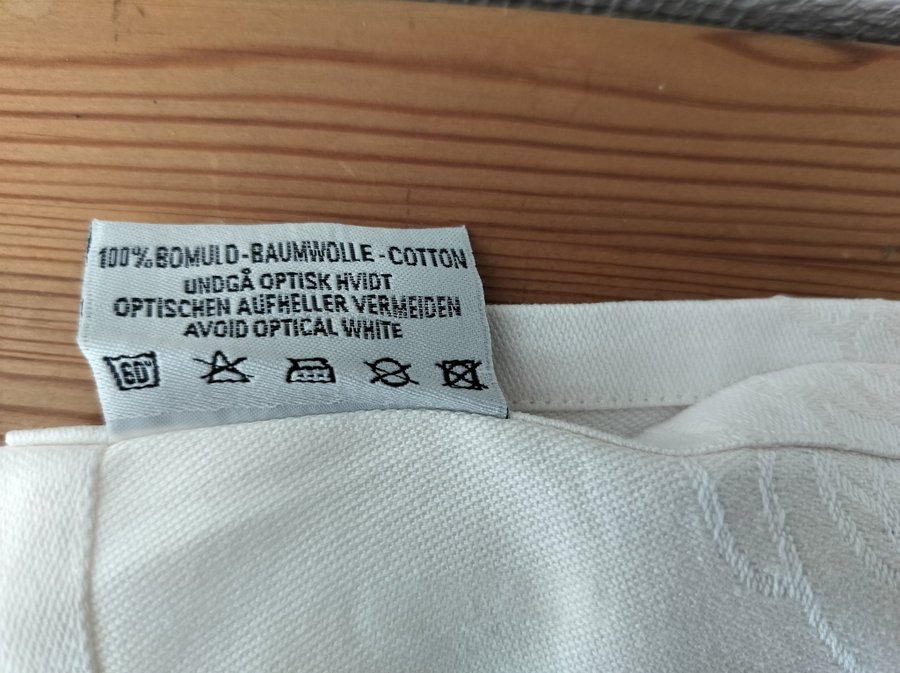 100% BOMULD-BAUMWOLLE-COTTON
UNDGÅ OPTISK HVIDT
OPTISCHEN AUFHELLER VERMEIDEN
AVOID OPTICAL WHITE
60°